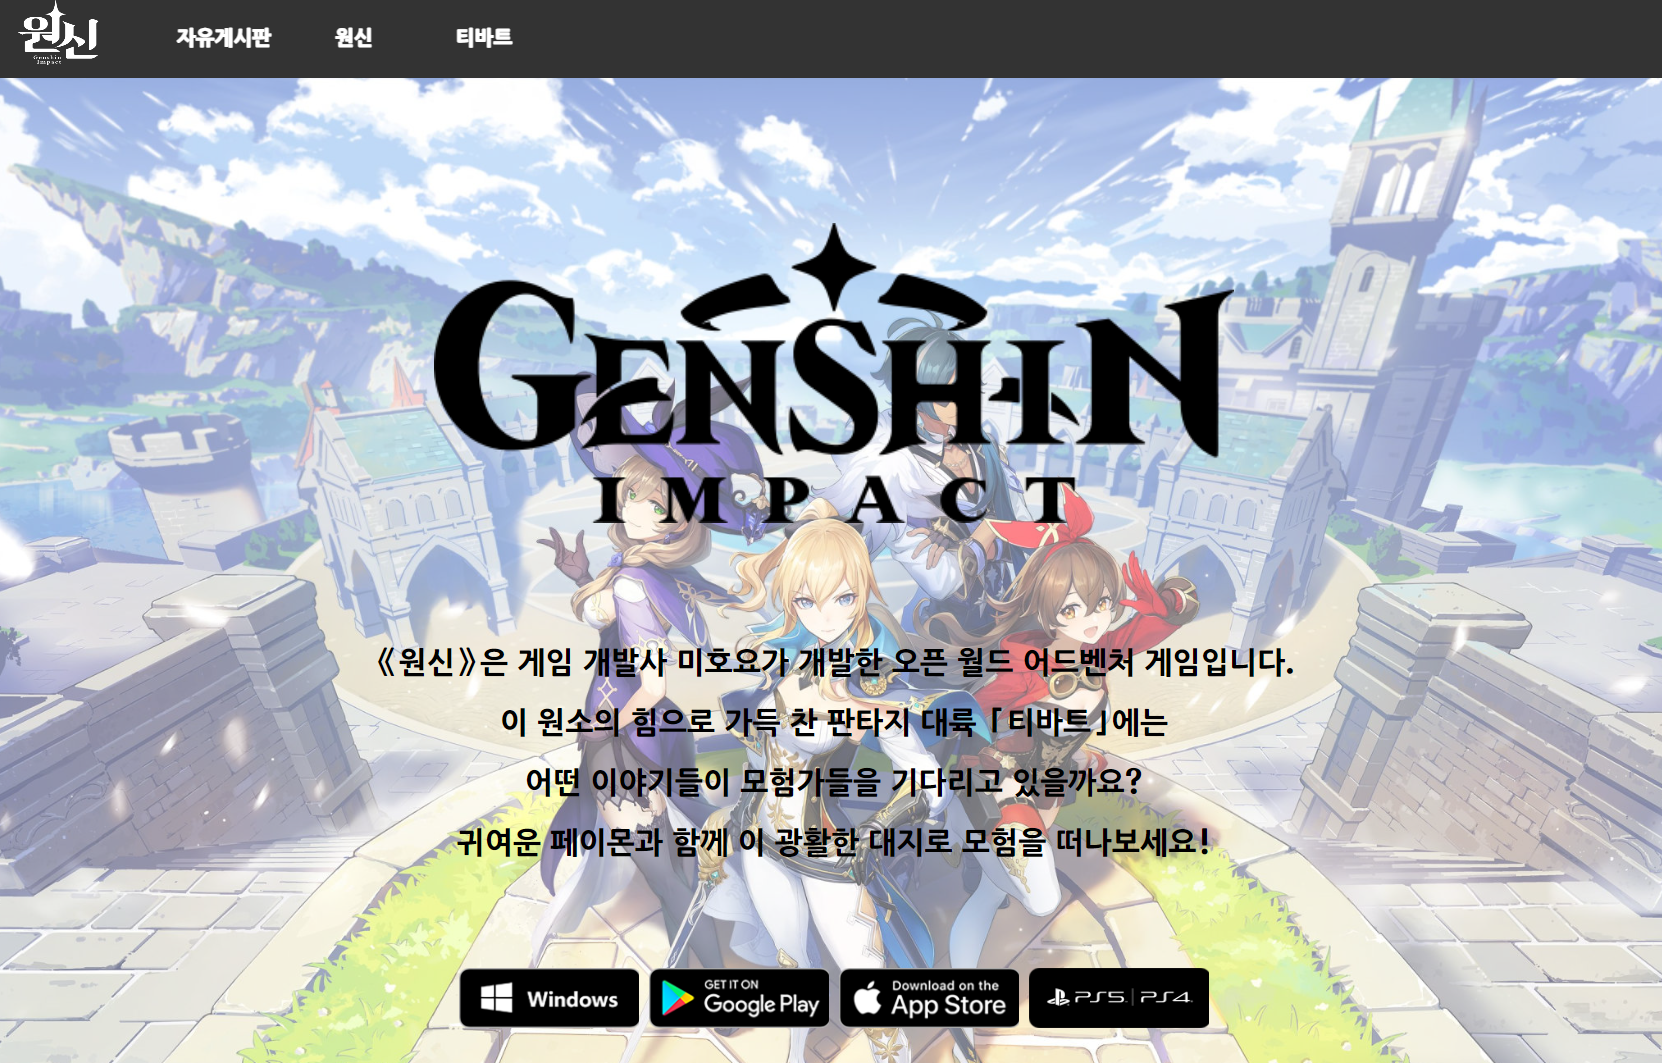 원신
Genshin
Impact
자유게시판 원신 티바트
GENSHIN
IMPACT
《원신》은 게임 개발사 미호요가 개발한 오픈 월드 어드벤처 게임입니다.
이 원소의 힘으로 가득 찬 판타지 대륙 「티바트」에는
어떤 이야기들이 모험가들을 기다리고 있을까요?
귀여운 페이몬과 함께 이 광활한 대지로 모험을 떠나보세요!
Windows
GET IT ON
Google Play
Download on the
App Store
PS5 | PS4